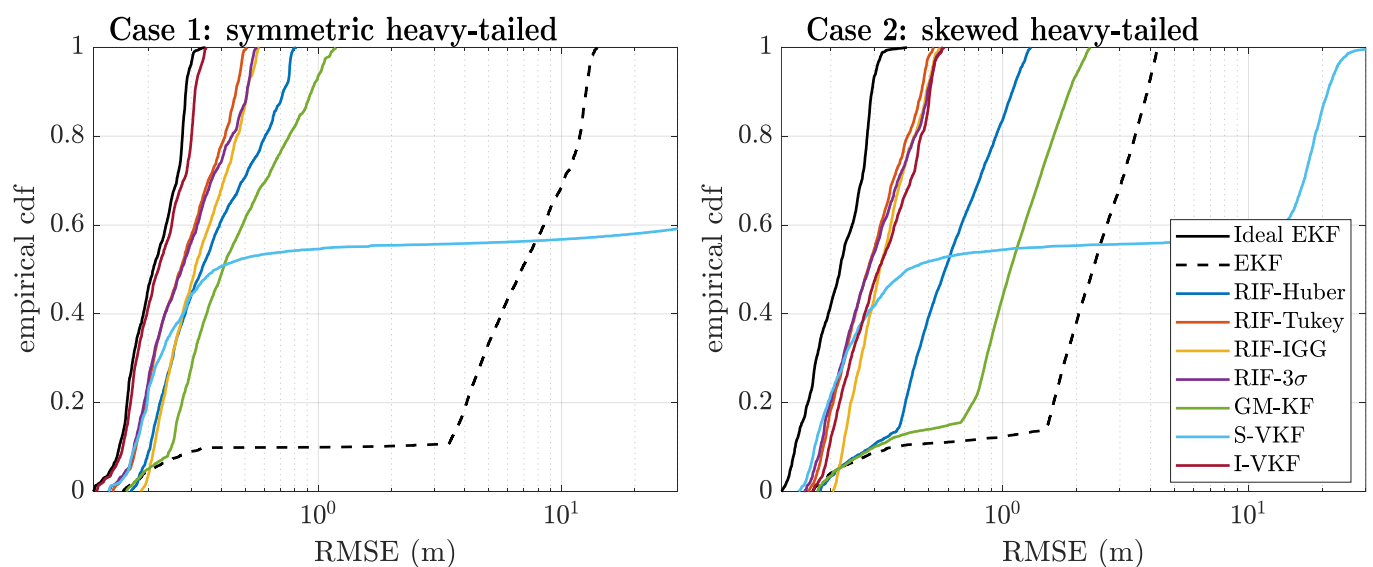 Case 1: symmetric heavy-tailed
1
0.8
0.6
0.4
0.2
0
empirical cdf
10^0
10^1
RMSE (m)
Case 2: skewed heavy-tailed
1
0.8
0.6
0.4
0.2
0
empirical cdf
10^0
10^1
RMSE (m)
Ideal EKF
EKF
RIF-Huber
RIF-Tukey
RIF-IGG
RIF-3σ
GM-KF
S-VKF
I-VKF